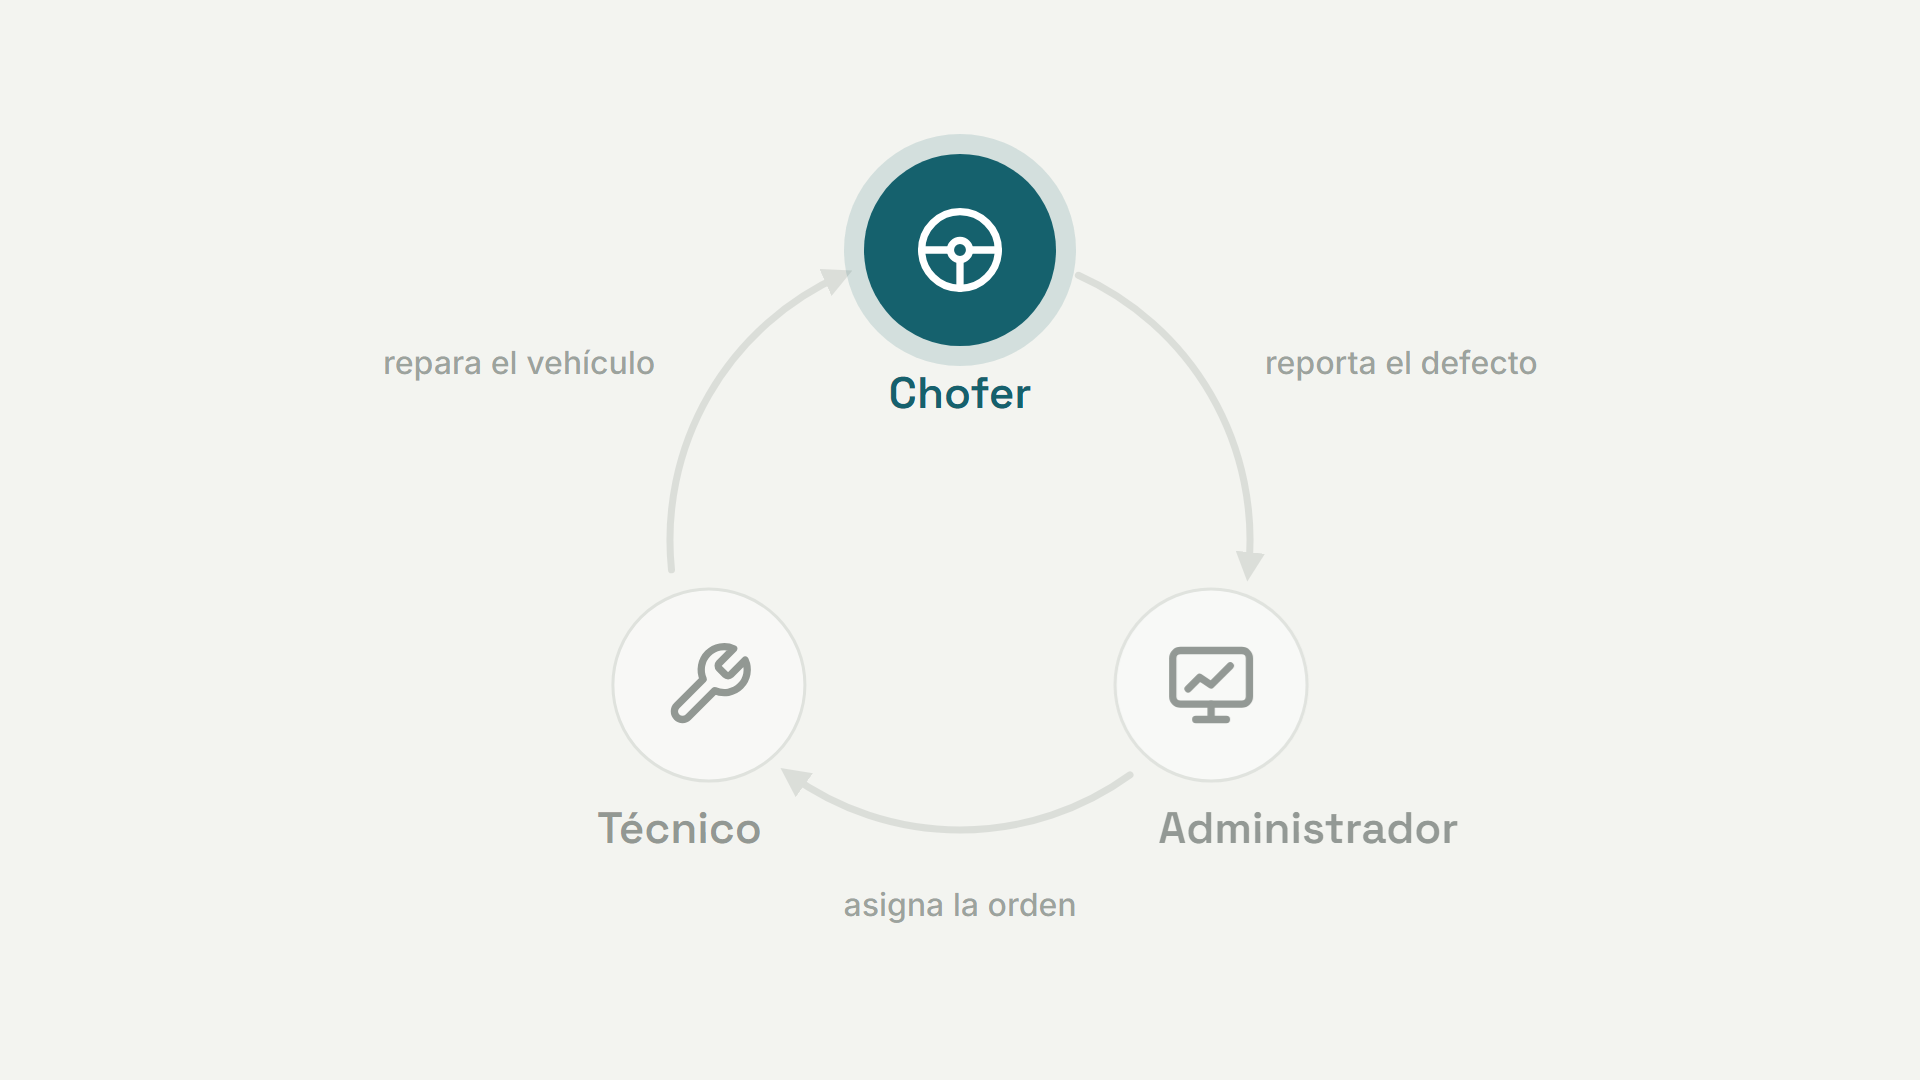 Chofer
repara el vehículo
reporta el defecto
Técnico
Administrador
asigna la orden